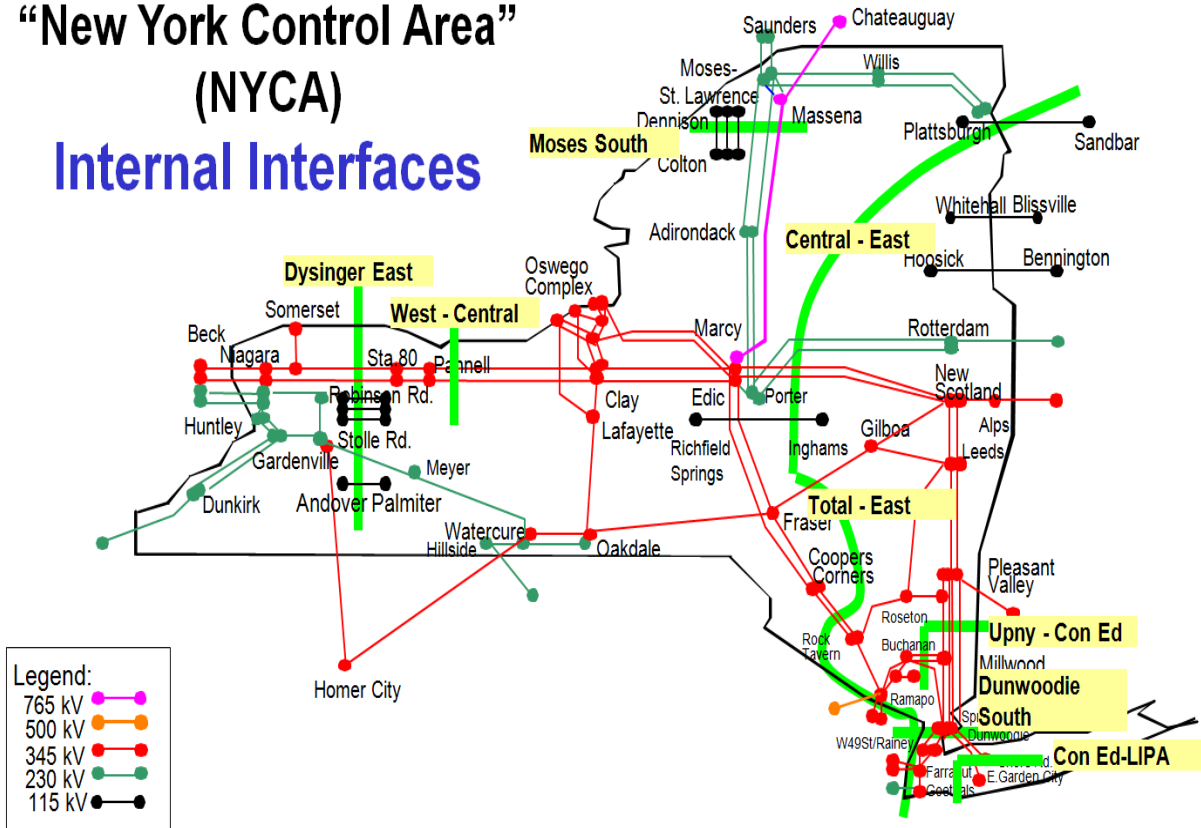 “New York Control Area”
(NYCA)
Internal Interfaces
Saunders
Chateauguay
Moses-
St. Lawrence
Willis
Massena
Dennison
Colton
Moses South
Plattsburgh
Sandbar
Adirondack
Central - East
Whitehall
Blissville
Hoosick
Bennington
Dysinger East
West - Central
Oswego
Complex
Somerset
Beck
Niagara
Sta.80
Pannell
Robinson Rd.
Stolle Rd.
Huntley
Gardenville
Meyer
Dunkirk
Andover
Palmiter
Marcy
Edic
Porter
Rotterdam
New
Scotland
Alps
Clay
Lafayette
Richfield
Springs
Inghams
Gilboa
Leeds
Total - East
Fraser
Watercure
Hillside
Oakdale
Coopers
Corners
Pleasant
Valley
Roseton
Rock
Tavern
Buchanan
Upny - Con Ed
Millwood
Ramapo
Dunwoodie
South
Dunwoodie
W49St/Rainey
Con Ed-LIPA
Farragut
E.Garden City
Goethals
Homer City
Legend:
765 kV
500 kV
345 kV
230 kV
115 kV